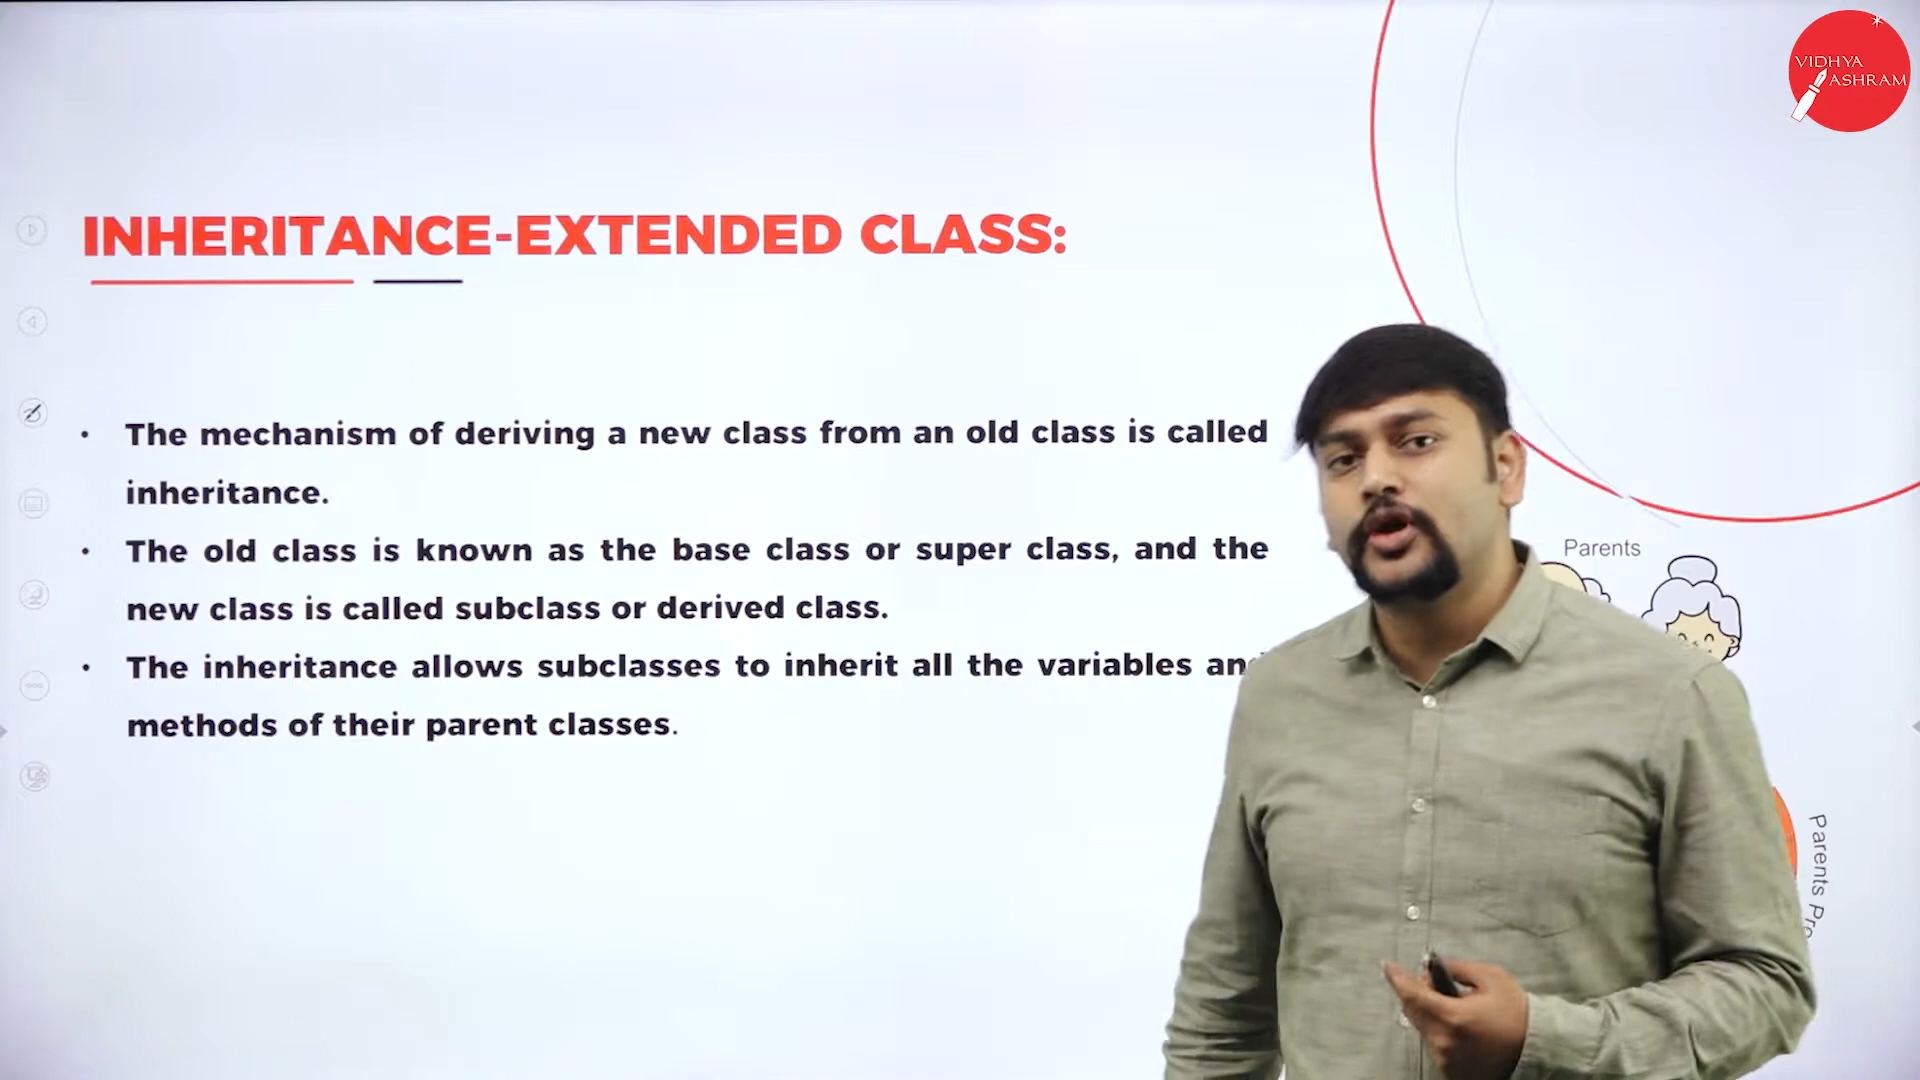 VIDHYA
ASHRAM
INHERITANCE-EXTENDED CLASS:
• The mechanism of deriving a new class from an old class is called
inheritance.
• The old class is known as the base class or super class, and the
new class is called subclass or derived class.
• The inheritance allows subclasses to inherit all the variables and
methods of their parent classes.
Parents
Parents Pro